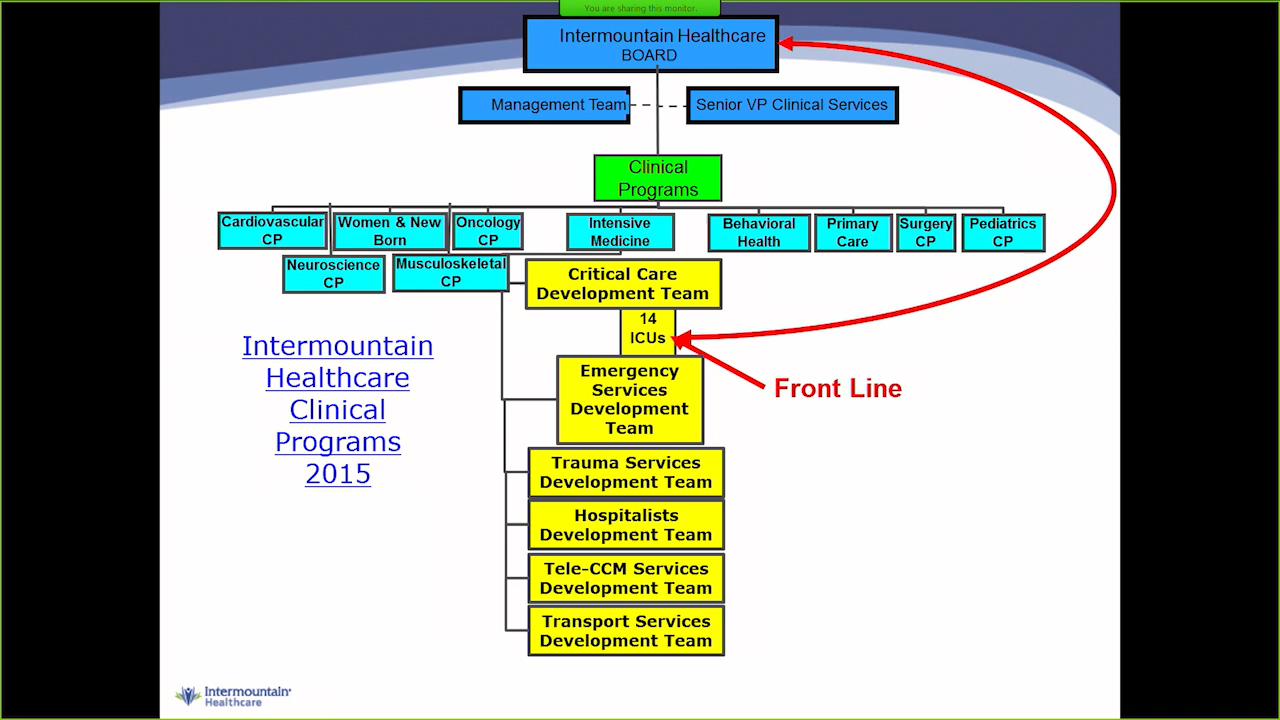 You are sharing this monitor.
Intermountain Healthcare
BOARD
Management Team
Senior VP Clinical Services
Clinical
Programs
Cardiovascular
CP
Women & New
Born
Oncology
CP
Intensive
Medicine
Behavioral
Health
Primary
Care
Surgery
CP
Pediatrics
CP
Neuroscience
CP
Musculoskeletal
CP
Critical Care
Development Team
14
ICUs
Emergency
Services
Development
Team
Front Line
Intermountain
Healthcare
Clinical
Programs
2015
Trauma Services
Development Team
Hospitalists
Development Team
Tele-CCM Services
Development Team
Transport Services
Development Team
Intermountain
Healthcare